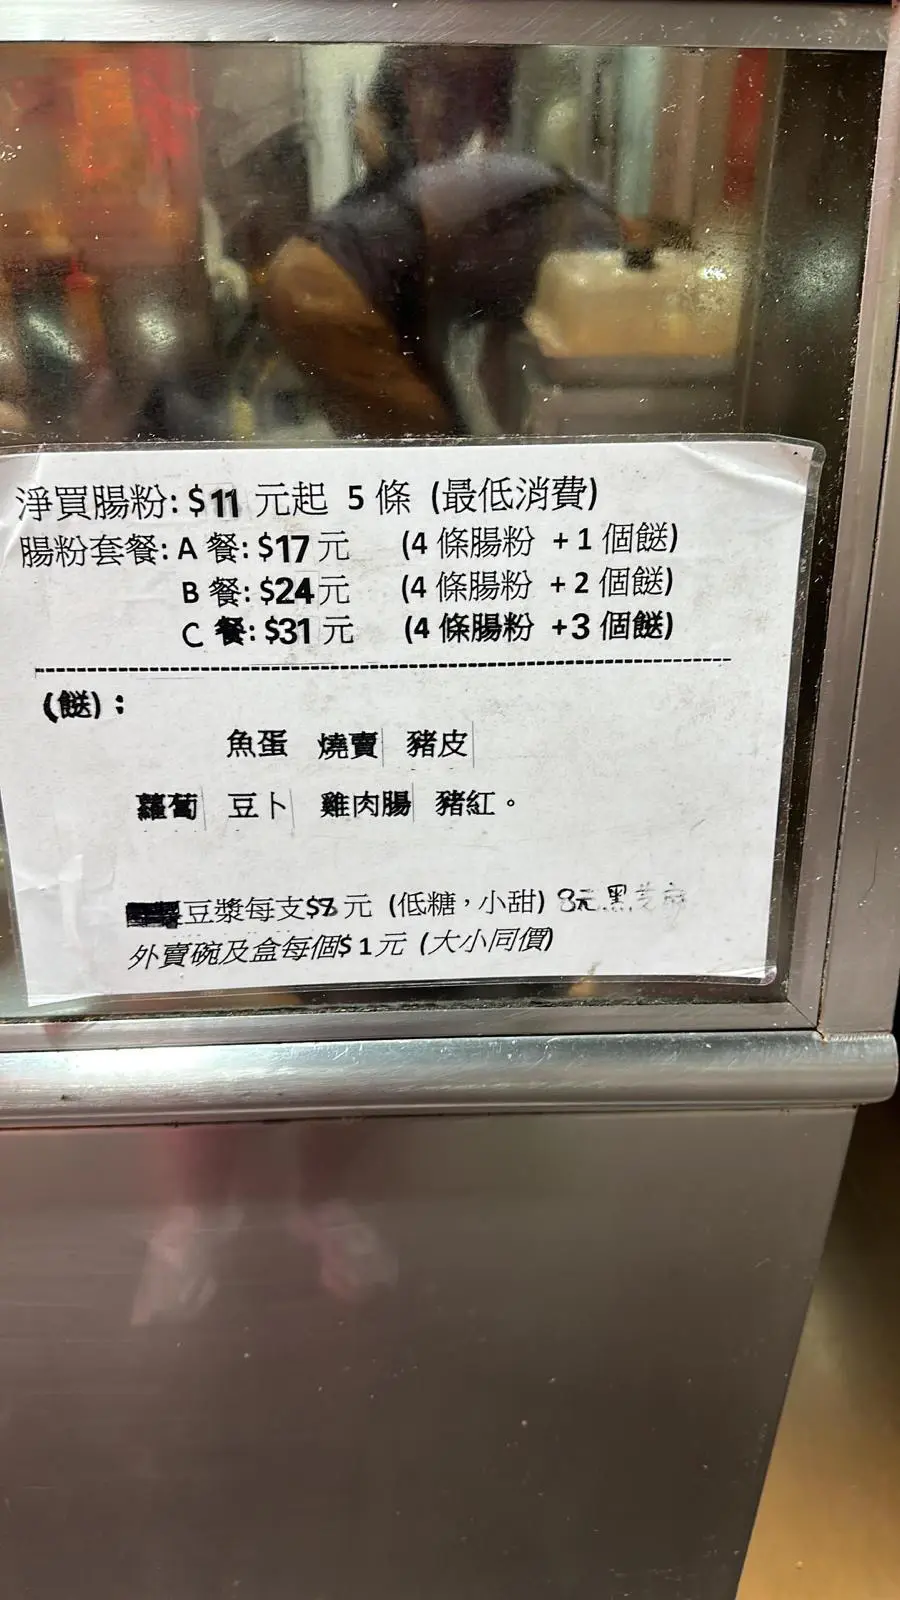 淨買腸粉: $11 元起 5 條 (最低消費)
腸粉套餐: A 餐: $17 元 (4 條腸粉 +1 個餸)
B 餐: $24 元 (4 條腸粉 +2 個餸)
C 餐: $31 元 (4 條腸粉 +3 個餸)
(餸) :
魚蛋 燒賣 豬皮
蘿蔔 豆卜 雞肉腸 豬紅。
豆漿每支$8 元 (低糖，小甜) 8元 黑芝麻
外賣碗及盒每個$1元 (大小同價)